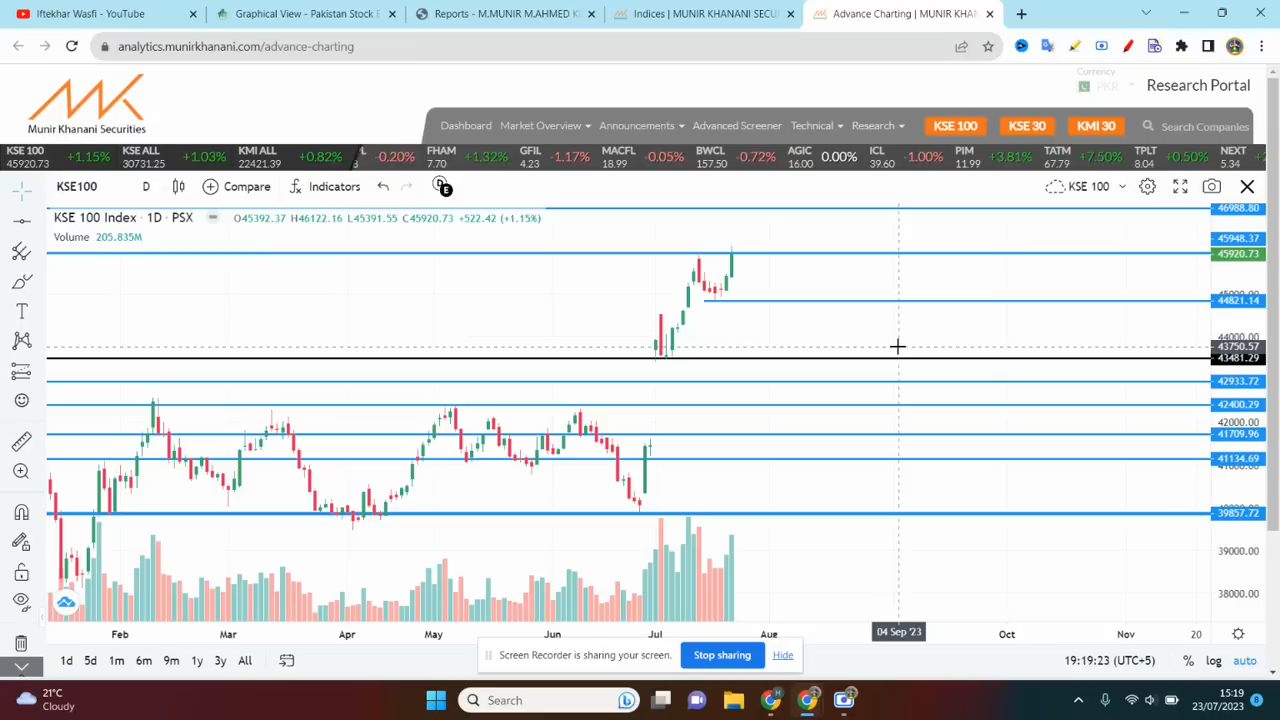 Iftekhar Wasfi - YouTube
Graphical View - Pakistan Stock E
Reports - M.MUNIR M.AHMED K
Indices | MUNIR KHANANI SECU
Advance Charting | MUNIR KHAN
analytics.munirkhanani.com/advance-charting
Munir Khanani Securities
Currency
PKR
Research Portal
Dashboard Market Overview Announcements Advanced Screener Technical Research KSE 100 KSE 30 KMI 30 Search Companies
KSE 100 45920.73 +1.15%
KSE ALL 30731.25 +1.03%
KMI ALL 22421.39 +0.82%
L -0.20%
FHAM 7.70 +1.32%
GFIL 4.23 -1.17%
MACFL 18.99 -0.05%
BWCL 157.50 -0.72%
AGIC 16.00 0.00%
ICL 39.60 -1.00%
PIM 11.99 +3.81%
TATM 67.79 +7.50%
TPLT 8.04 +0.50%
NEXT 5.34
KSE100 D Compare Indicators D E KSE 100
KSE 100 Index · 1D · PSX O45392.37 H46122.16 L45391.55 C45920.73 +522.42 (+1.15%)
Volume 205.835M
46988.80
45948.37
45920.73
45000.00
44821.14
44000.00
43750.57
43481.29
42933.72
42400.29
42000.00
41709.96
41000.00
41134.69
39857.72
39000.00
38000.00
Feb Mar Apr May Jun Jul Aug 04 Sep '23 Oct Nov 20
1d 5d 1m 6m 9m 1y 3y All
Screen Recorder is sharing your screen. Stop sharing Hide
19:19:23 (UTC+5) % log auto
21°C
Cloudy
Search
15:19
23/07/2023
8